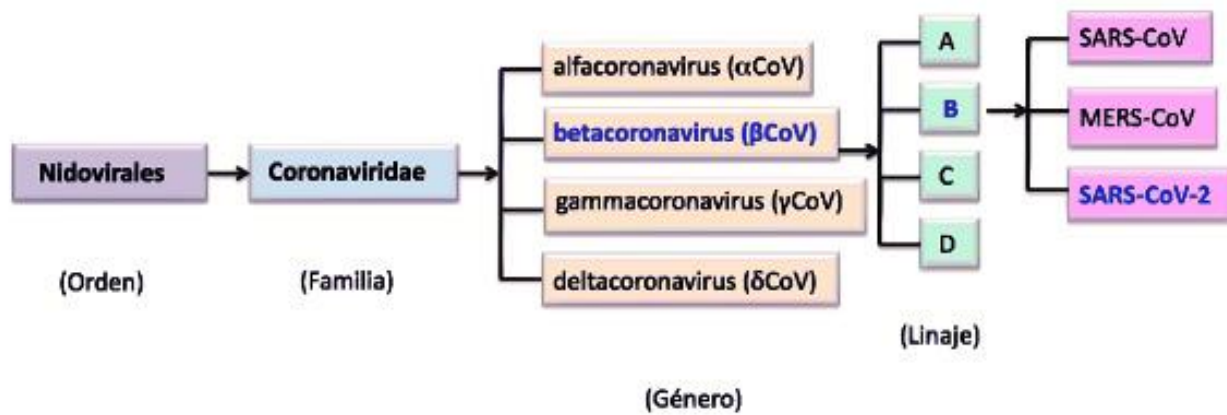 Nidovirales
(Orden)
Coronaviridae
(Familia)
alfacoronavirus (αCoV)
betacoronavirus (βCoV)
gammacoronavirus (γCoV)
deltacoronavirus (δCoV)
(Género)
A
B
C
D
(Linaje)
SARS-CoV
MERS-CoV
SARS-CoV-2